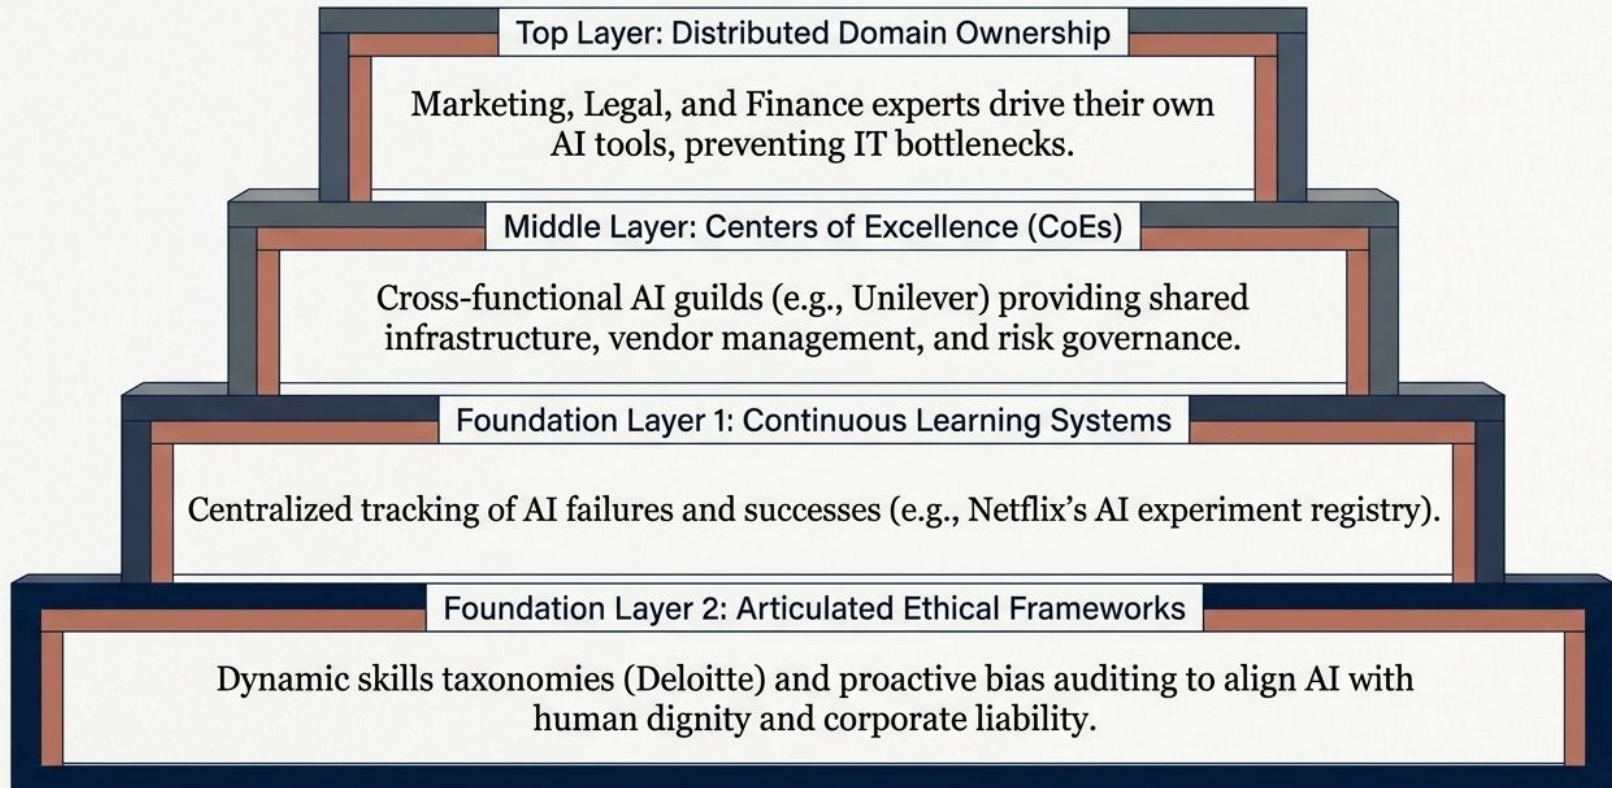 Top Layer: Distributed Domain Ownership
Marketing, Legal, and Finance experts drive their own
AI tools, preventing IT bottlenecks.
Middle Layer: Centers of Excellence (CoEs)
Cross-functional AI guilds (e.g., Unilever) providing shared
infrastructure, vendor management, and risk governance.
Foundation Layer 1: Continuous Learning Systems
Centralized tracking of AI failures and successes (e.g., Netflix’s AI experiment registry).
Foundation Layer 2: Articulated Ethical Frameworks
Dynamic skills taxonomies (Deloitte) and proactive bias auditing to align AI with
human dignity and corporate liability.